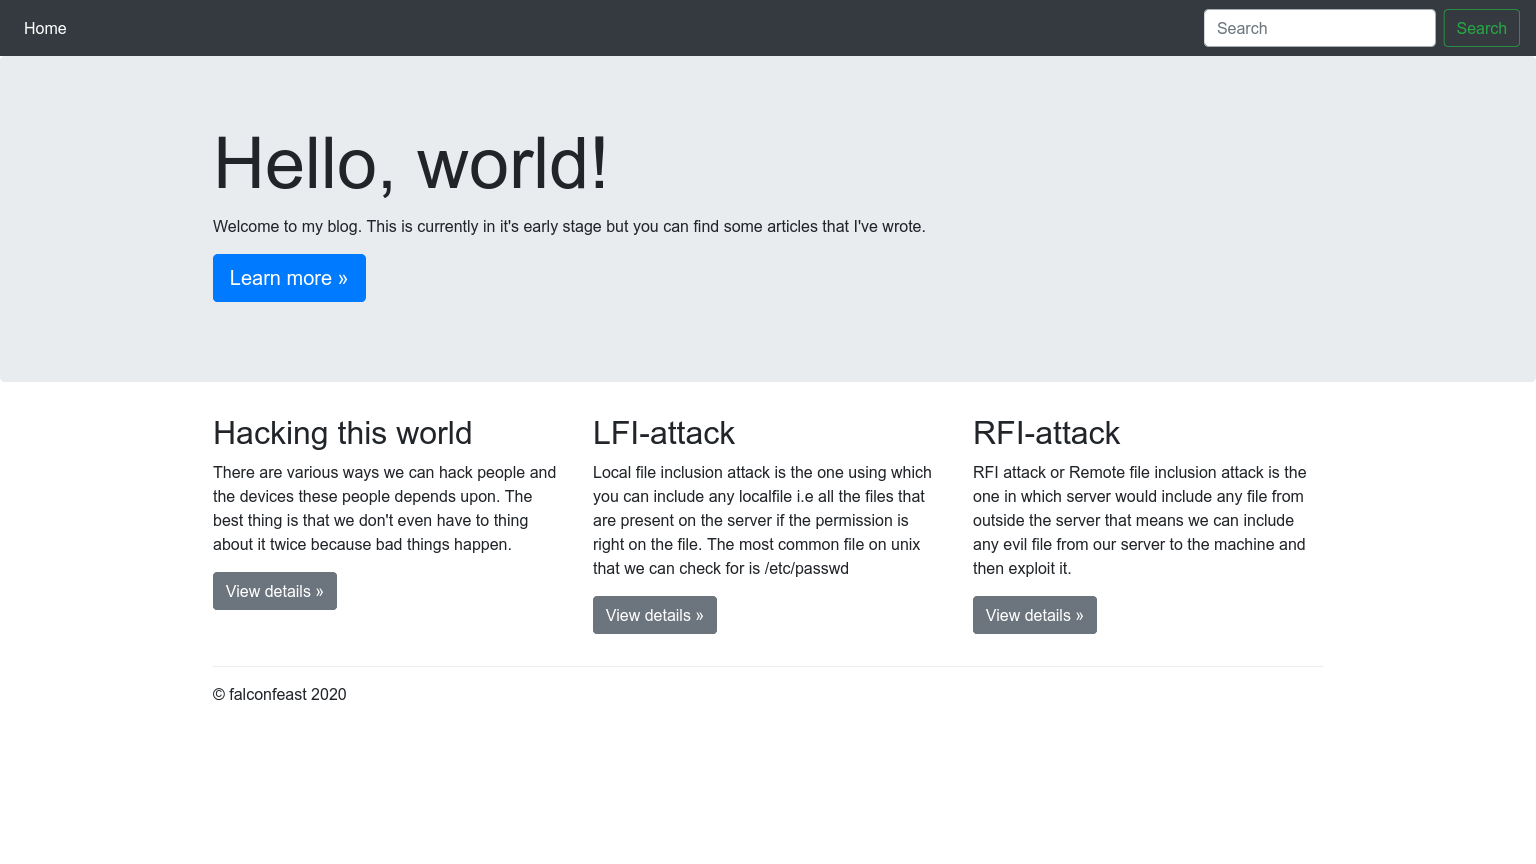 Home
Search
Search
Hello, world!
Welcome to my blog. This is currently in it's early stage but you can find some articles that I've wrote.
Learn more »
Hacking this world
There are various ways we can hack people and
the devices these people depends upon. The
best thing is that we don't even have to thing
about it twice because bad things happen.
View details »
LFI-attack
Local file inclusion attack is the one using which
you can include any localfile i.e all the files that
are present on the server if the permission is
right on the file. The most common file on unix
that we can check for is /etc/passwd
View details »
RFI-attack
RFI attack or Remote file inclusion attack is the
one in which server would include any file from
outside the server that means we can include
any evil file from our server to the machine and
then exploit it.
View details »
© falconfeast 2020